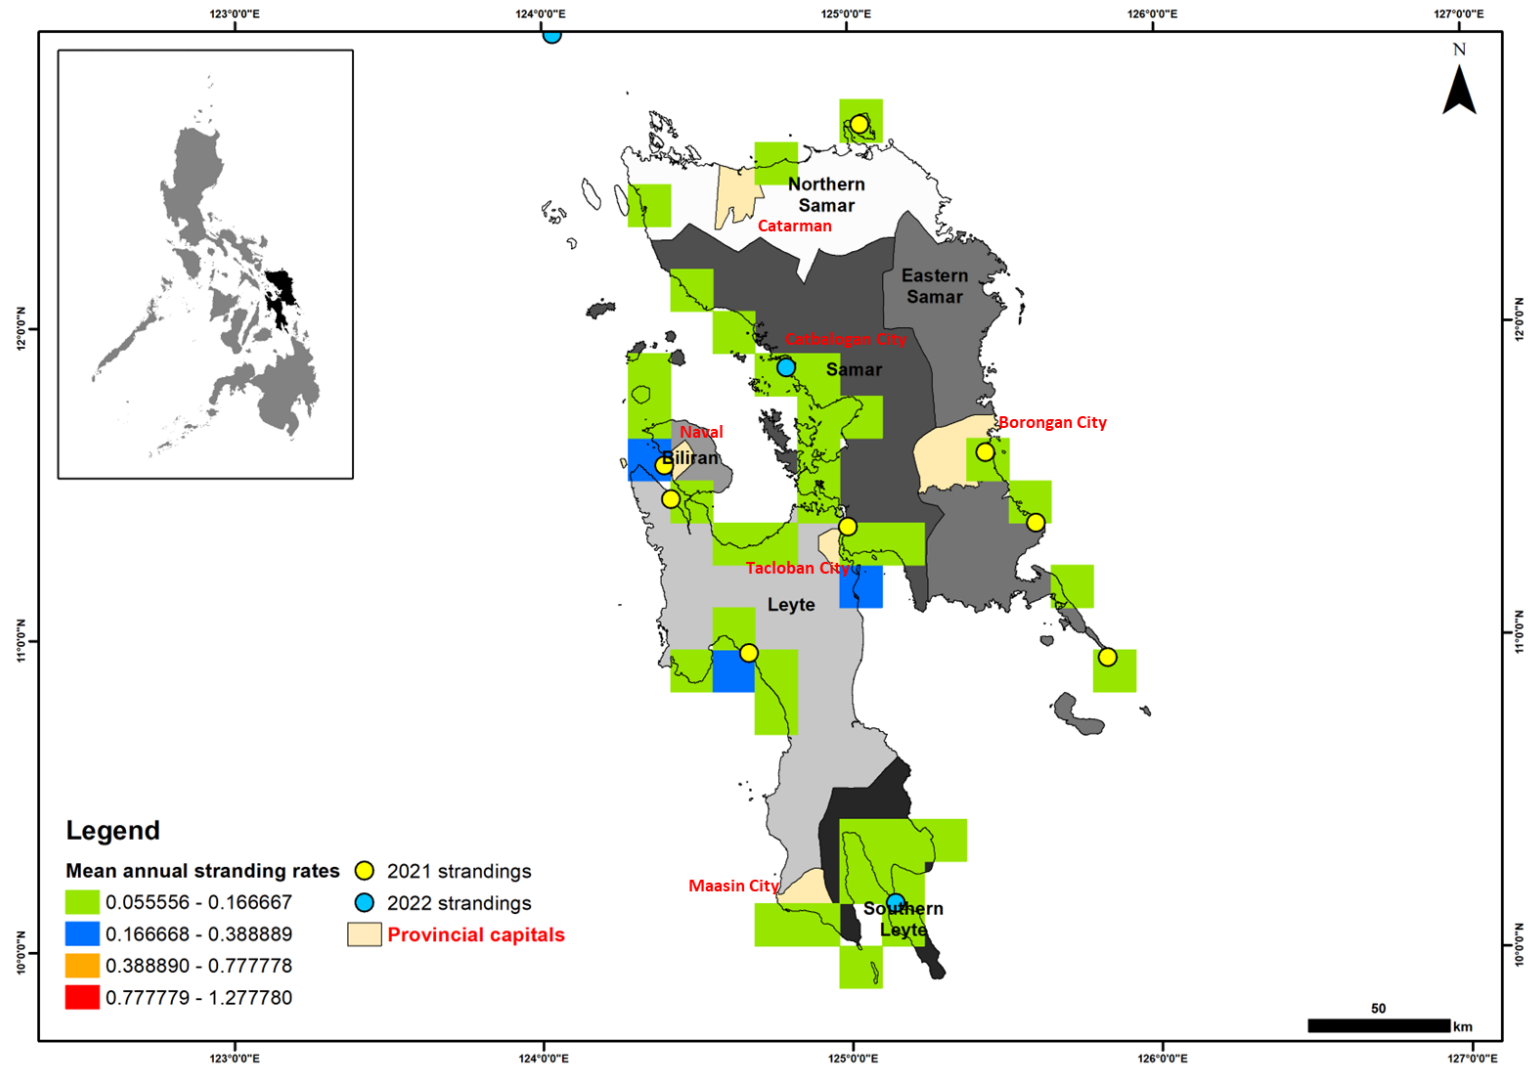 123°0'0"E
124°0'0"E
125°0'0"E
126°0'0"E
127°0'0"E
N
Northern
Samar
Catarman
Eastern
Samar
12°0'0"N
12°0'0"N
Catbalogan City
Samar
Borongan City
Naval
Biliran
Tacloban City
Leyte
11°0'0"N
11°0'0"N
Legend
Mean annual stranding rates
0.055556 - 0.166667
0.166668 - 0.388889
0.388890 - 0.777778
0.777779 - 1.277780
2021 strandings
2022 strandings
Provincial capitals
Maasin City
Southern
Leyte
10°0'0"N
10°0'0"N
50
km
123°0'0"E
124°0'0"E
125°0'0"E
126°0'0"E
127°0'0"E